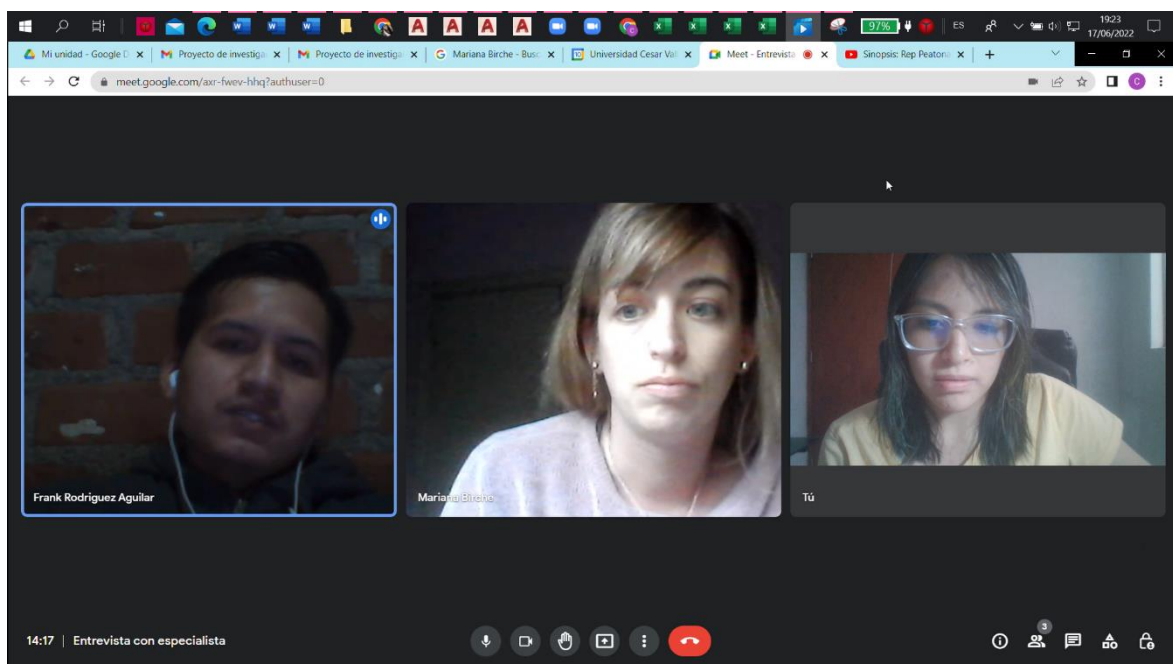 97%
ES
19:23
17/06/2022
Mi unidad - Google D
Proyecto de investiga
Proyecto de investiga
Mariana Birche - Busc
Universidad Cesar Val
Meet - Entrevista
Sinopsis: Rep Peatona
meet.google.com/axr-fwev-hhq?authuser=0
C
Frank Rodriguez Aguilar
Mariana Birche
Tú
14:17 | Entrevista con especialista
3